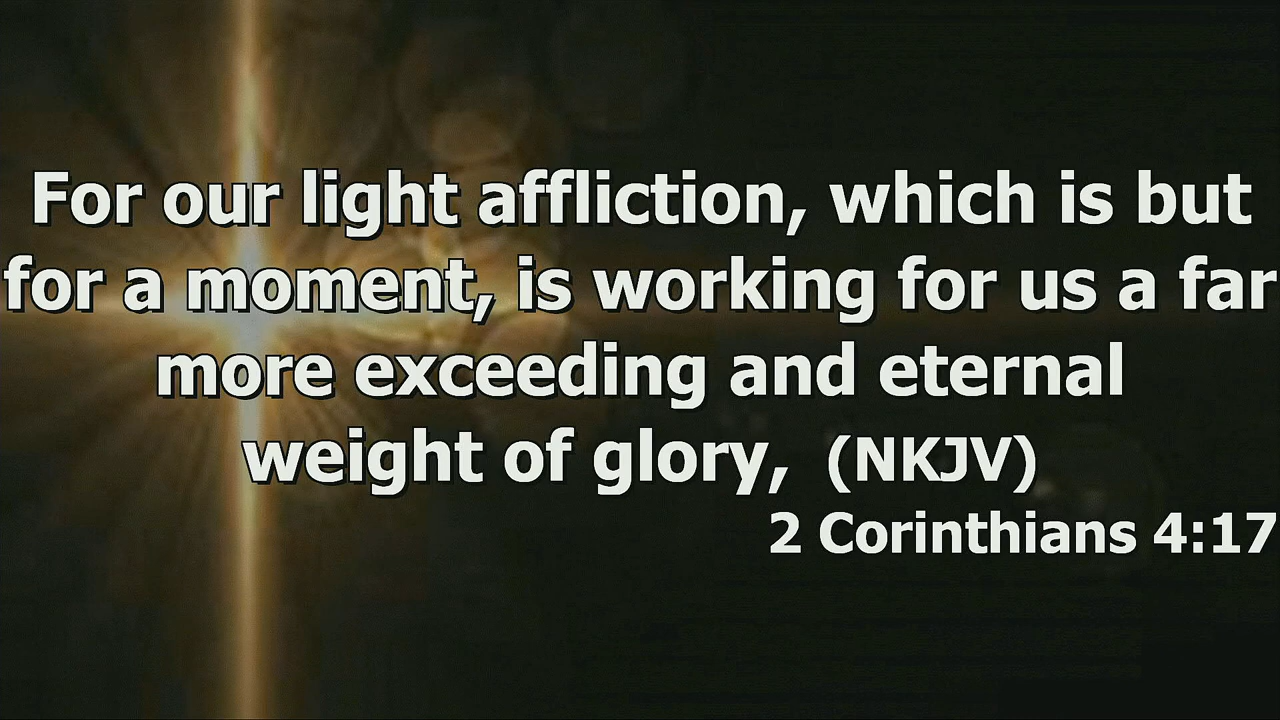 For our light affliction, which is but
for a moment, is working for us a far
more exceeding and eternal
weight of glory, (NKJV)
2 Corinthians 4:17